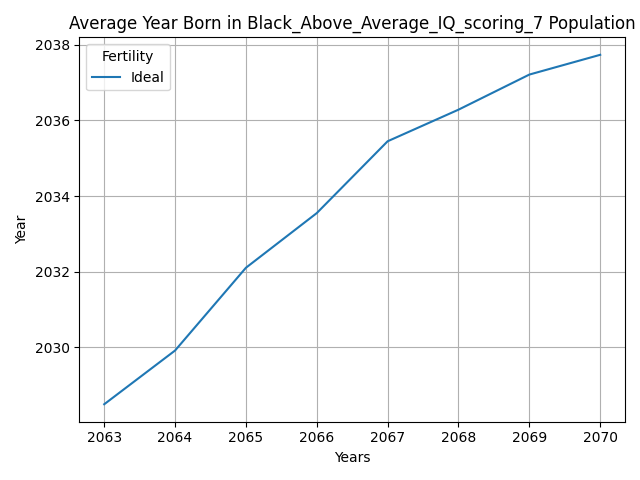 Average Year Born in Black_Above_Average_IQ_scoring_7 Population
2038
2036
2034
2032
2030
Year
Fertility
Ideal
2063 2064 2065 2066 2067 2068 2069 2070
Years